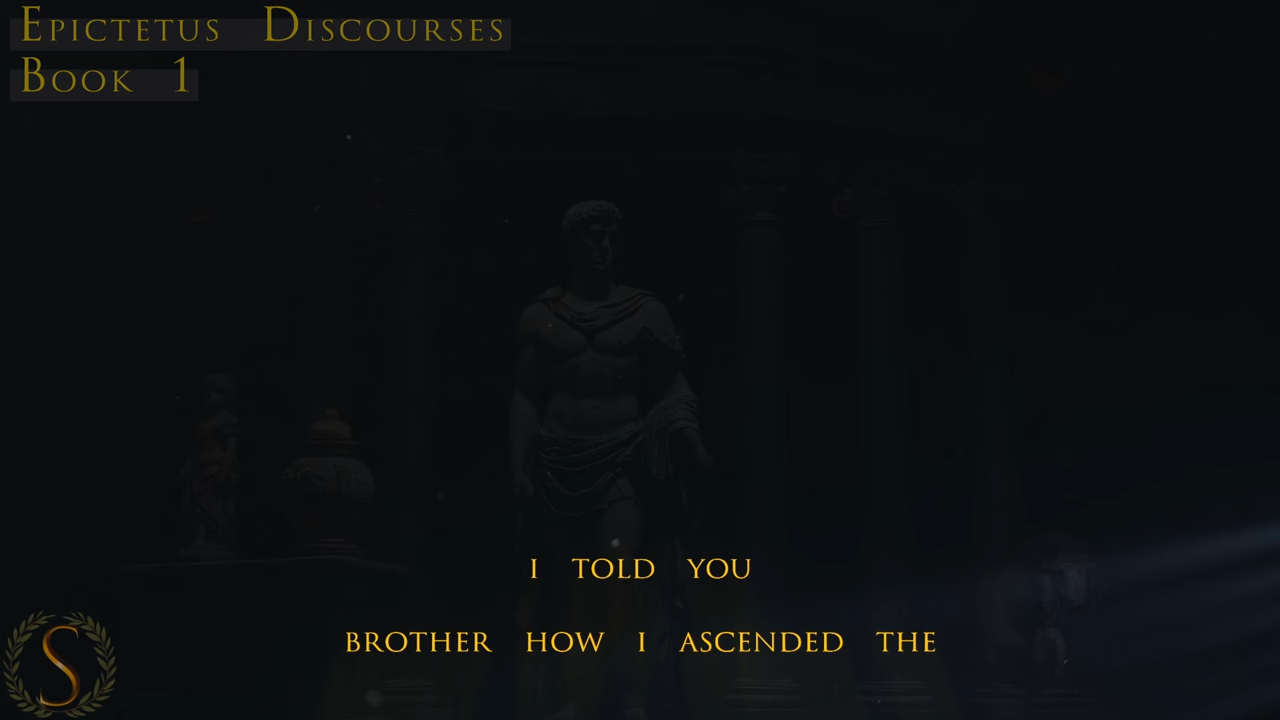 Epictetus Discourses
Book 1
I TOLD YOU
BROTHER HOW I ASCENDED THE
S